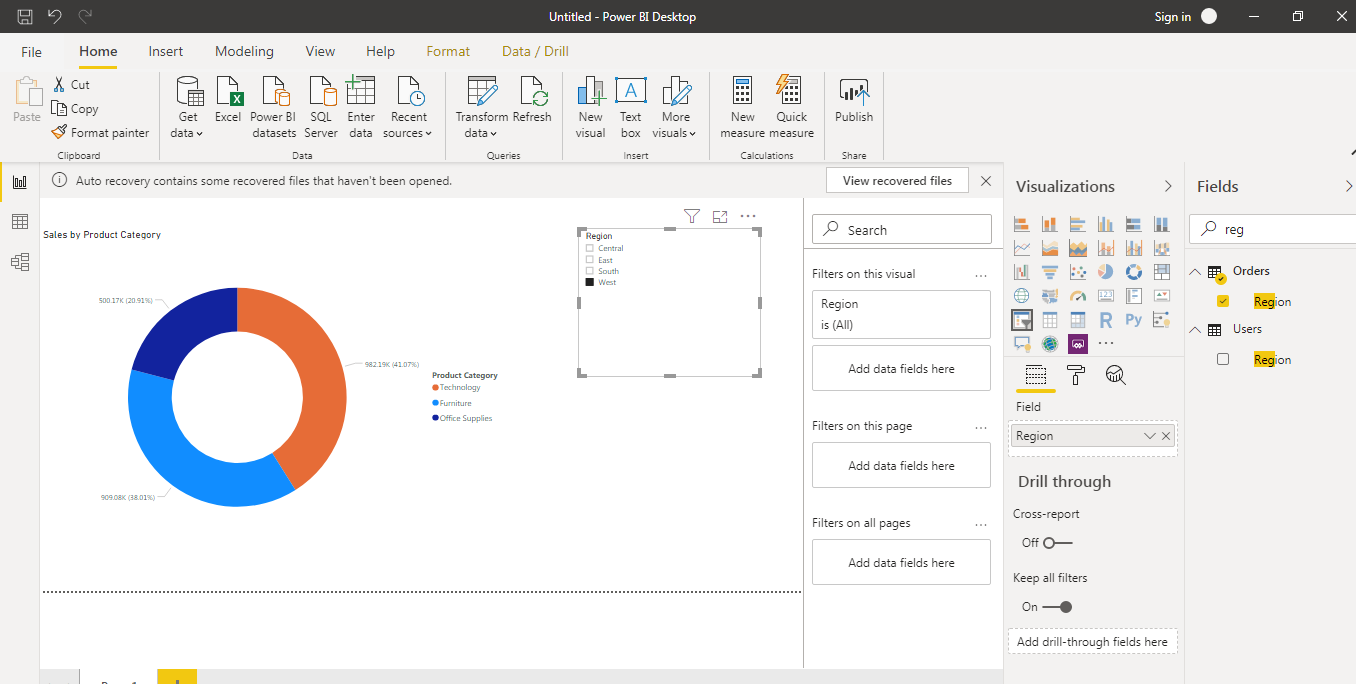 Untitled - Power BI Desktop
Sign in
File
Home
Insert
Modeling
View
Help
Format
Data / Drill
Paste
Cut
Copy
Format painter
Clipboard
Get data
Excel
Power BI datasets
SQL Server
Enter data
Recent sources
Data
Transform data
Refresh
Queries
New visual
Text box
More visuals
Insert
New measure
Quick measure
Calculations
Publish
Share
Auto recovery contains some recovered files that haven't been opened.
View recovered files
Sales by Product Category
500.17K (20.91%)
982.19K (41.07%)
909.08K (38.01%)
Product Category
Technology
Furniture
Office Supplies
Region
Central
East
South
West
Search
Filters on this visual
Region
is (All)
Add data fields here
Filters on this page
Add data fields here
Filters on all pages
Add data fields here
Visualizations
123
R
Py
Field
Region
Drill through
Cross-report
Off
Keep all filters
On
Add drill-through fields here
Fields
reg
Orders
Region
Users
Region